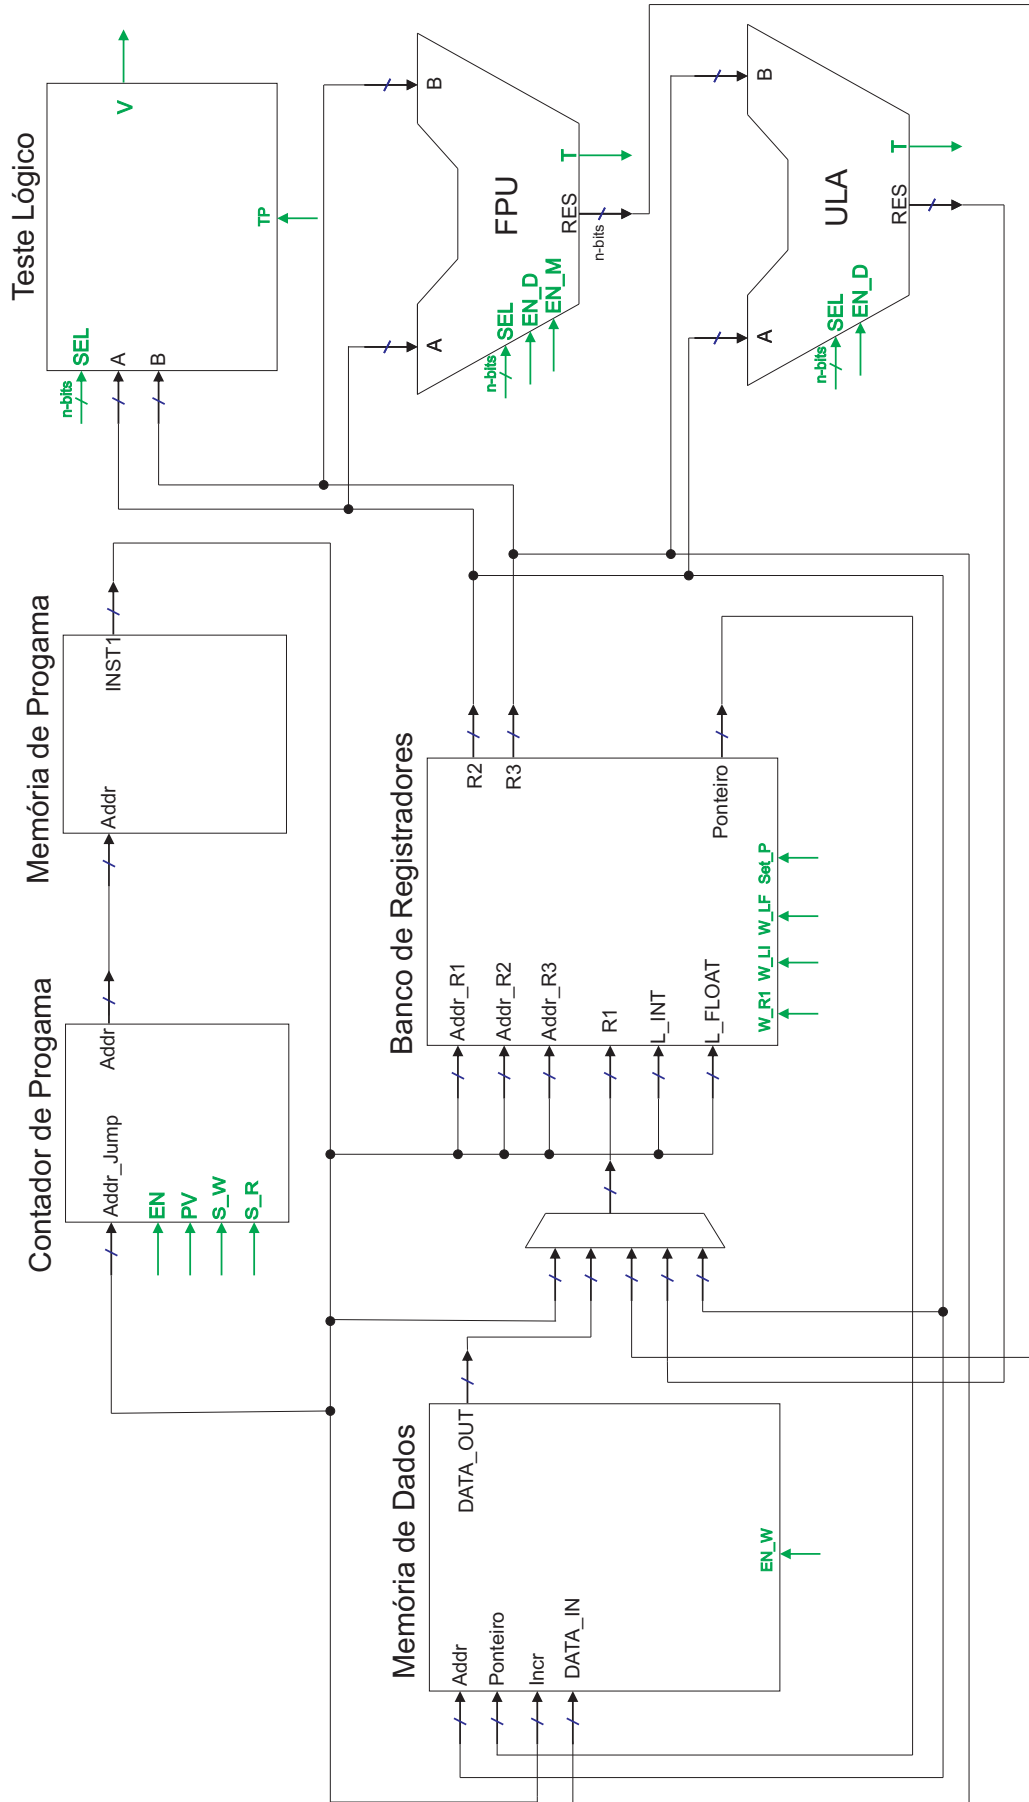 Contador de Progama
Addr_Jump
Addr
EN
PV
S_W
S_R
Memória de Progama
Addr
INST1
Teste Lógico
n-bits
SEL
A
B
V
TP
Memória de Dados
Addr
Ponteiro
Incr
DATA_IN
DATA_OUT
EN_W
Banco de Registradores
Addr_R1
Addr_R2
Addr_R3
R1
L_INT
L_FLOAT
R2
R3
Ponteiro
W_R1
W_LI
W_LF
Set_P
A
B
FPU
n-bits
SEL
EN_D
EN_M
RES
T
n-bits
A
B
ULA
n-bits
SEL
EN_D
RES
T